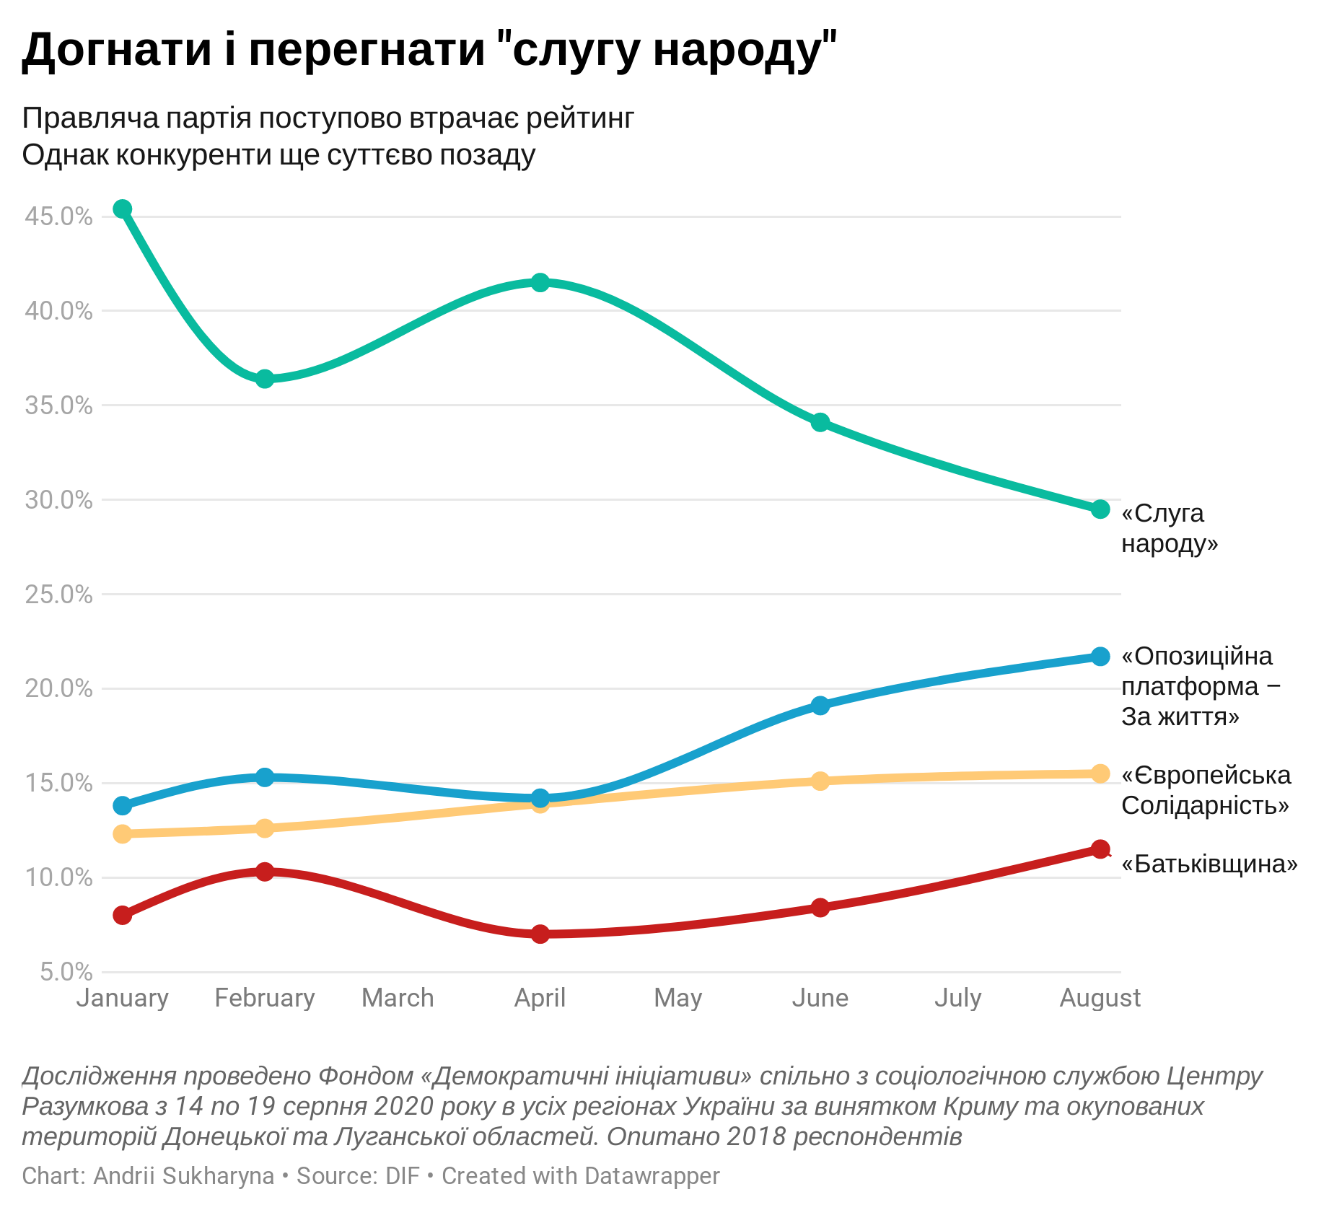 Догнати і перегнати "слугу народу"
Правляча партія поступово втрачає рейтинг
Однак конкуренти ще суттєво позаду
45.0%
40.0%
35.0%
30.0%
25.0%
20.0%
15.0%
10.0%
5.0%
«Слуга
народу»
«Опозиційна
платформа –
За життя»
«Європейська
Солідарність»
«Батьківщина»
January February March April May June July August
Дослідження проведено Фондом «Демократичні ініціативи» спільно з соціологічною службою Центру
Разумкова з 14 по 19 серпня 2020 року в усіх регіонах України за винятком Криму та окупованих
територій Донецької та Луганської областей. Опитано 2018 респондентів
Chart: Andrii Sukharyna • Source: DIF • Created with Datawrapper